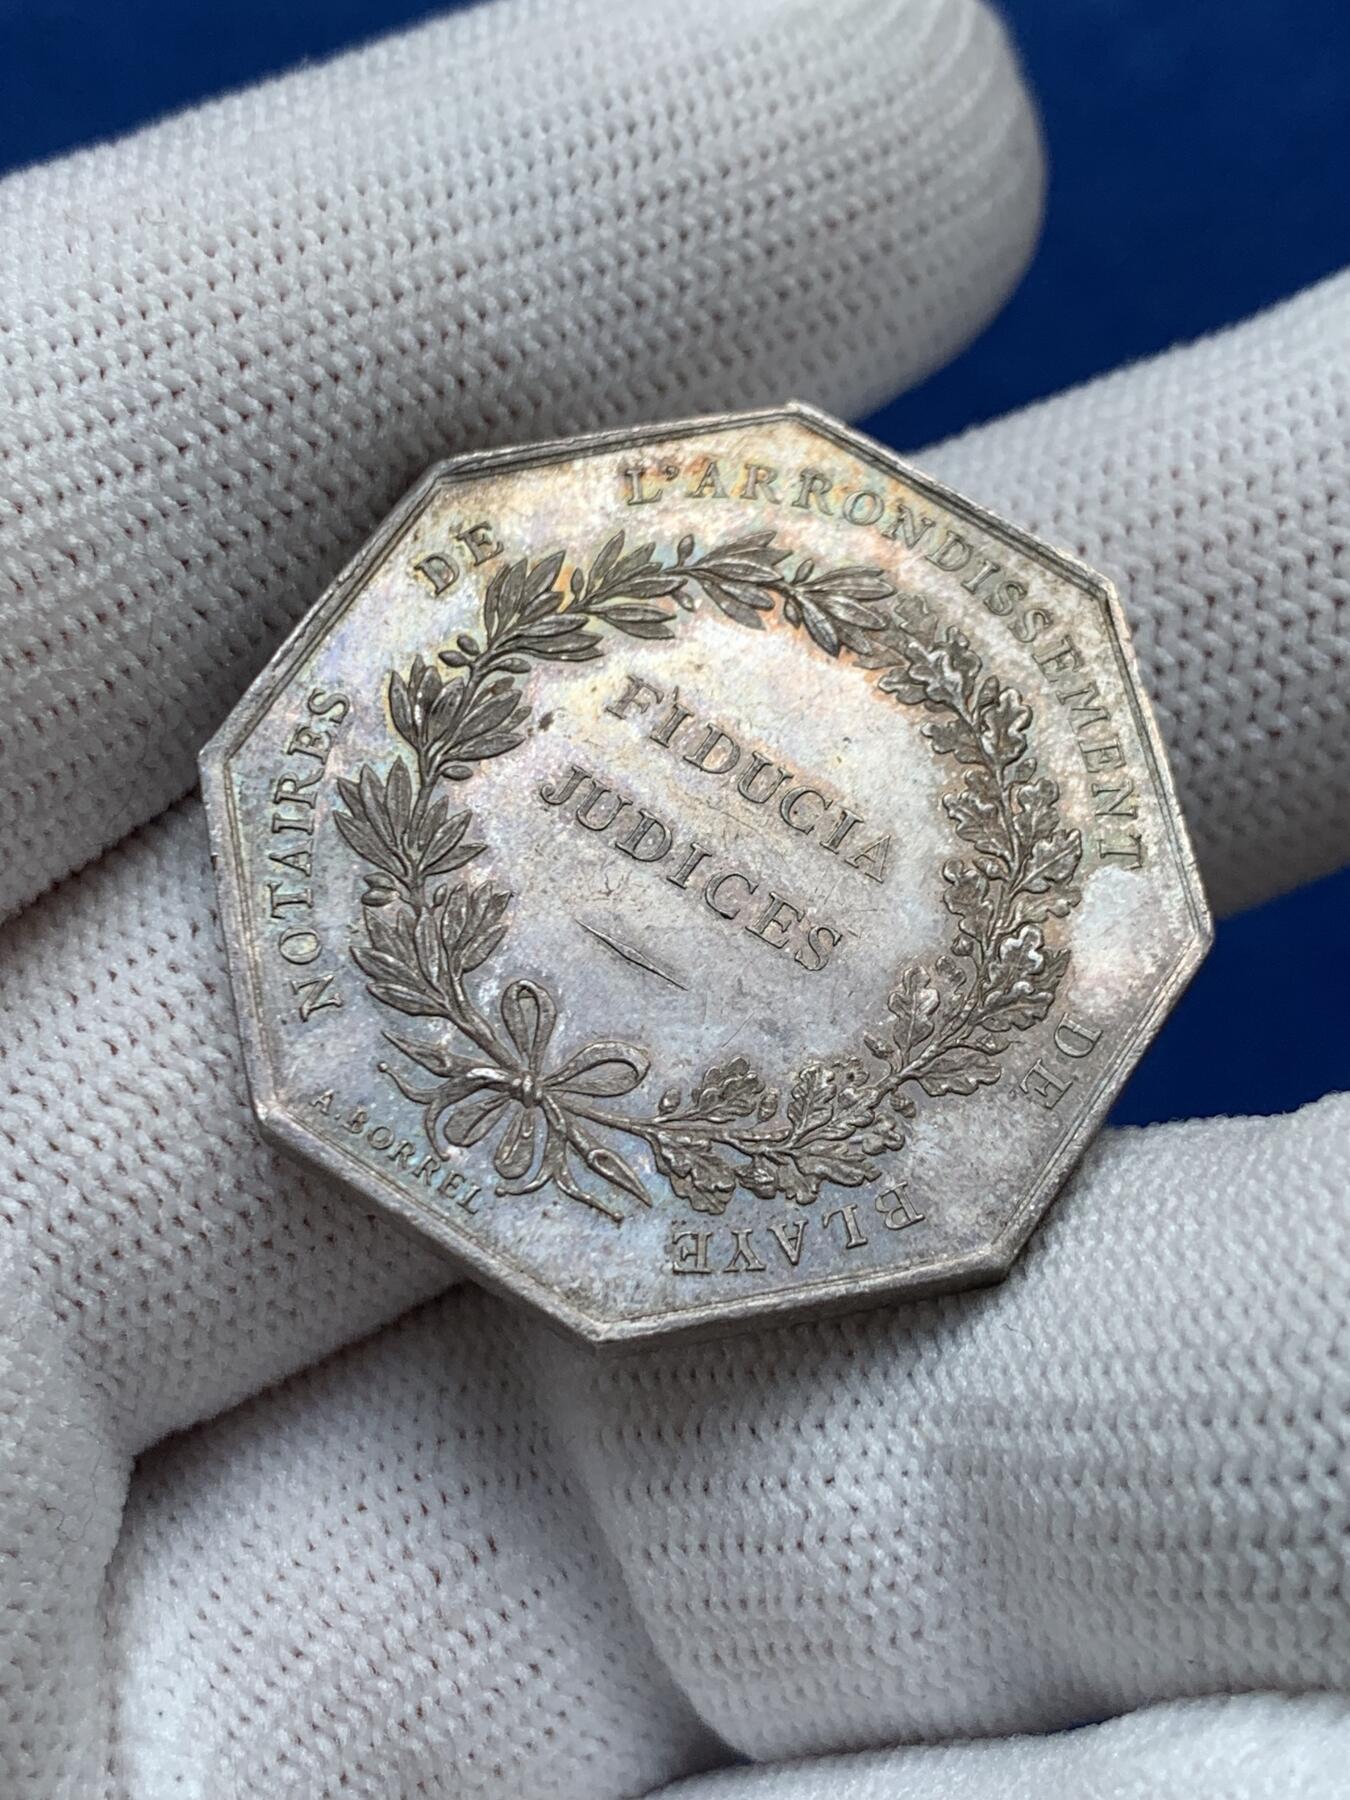 NOTAIRES DE L'ARRONDISSEMENT DE BLAYE
FIDUCIA
JUDICES
A. BORREL